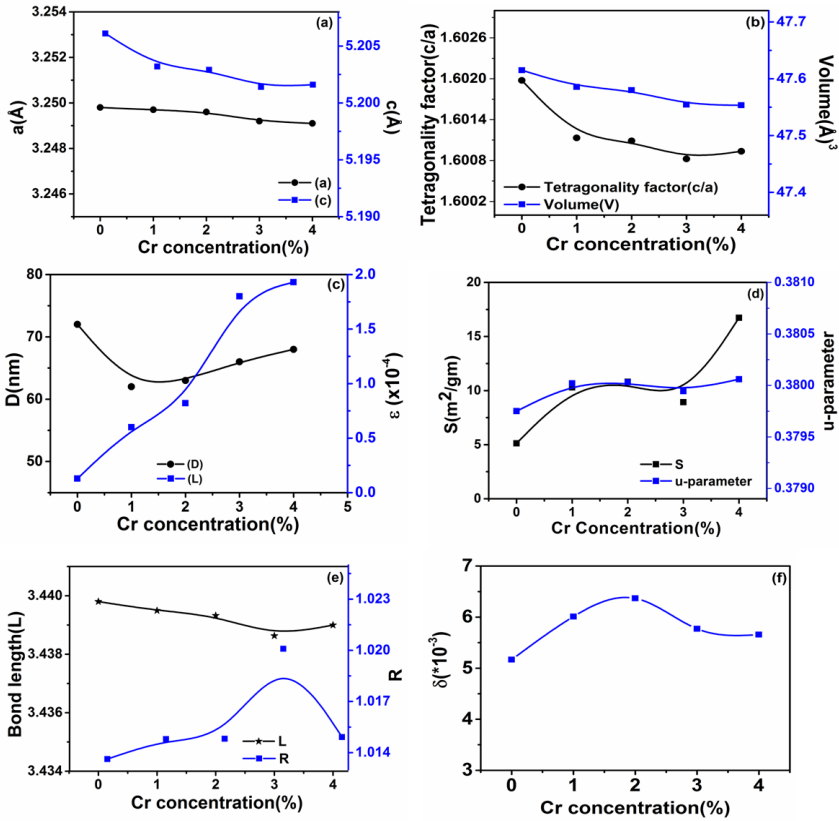 (a)
3.254
3.252
3.250
3.248
3.246
a(Å)
5.205
5.200
5.195
5.190
c(Å)
(a)
(c)
0 1 2 3 4
Cr concentration(%)
(b)
1.6026
1.6020
1.6014
1.6008
1.6002
Tetragonality factor(c/a)
47.7
47.6
47.5
47.4
Volume(Å)³
Tetragonality factor(c/a)
Volume(V)
0 1 2 3 4
Cr concentration(%)
(c)
80
70
60
50
D(nm)
2.0
1.5
1.0
0.5
0.0
ε (x10⁻⁴)
(D)
(L)
0 1 2 3 4 5
Cr concentration(%)
(d)
20
15
10
5
0
S(m²/gm)
0.3810
0.3805
0.3800
0.3795
0.3790
u-parameter
S
u-parameter
0 1 2 3 4
Cr Concentration(%)
(e)
3.440
3.438
3.436
3.434
Bond length(L)
1.023
1.020
1.017
1.014
R
L
R
0 1 2 3 4
Cr concentration(%)
(f)
7
6
5
4
3
δ(*10⁻³)
0 1 2 3 4
Cr concentration(%)